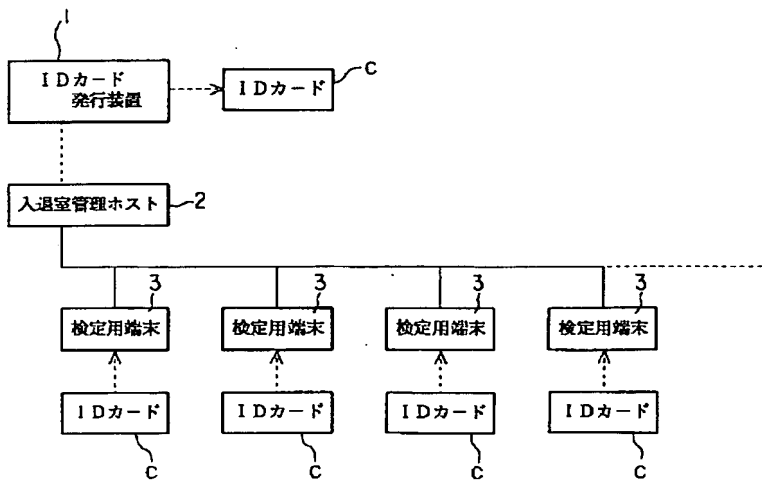 1
IDカード
発行装置
IDカード
C
入退室管理ホスト
2
3
3
3
3
検定用端末
検定用端末
検定用端末
検定用端末
IDカード
IDカード
IDカード
IDカード
C
C
C
C